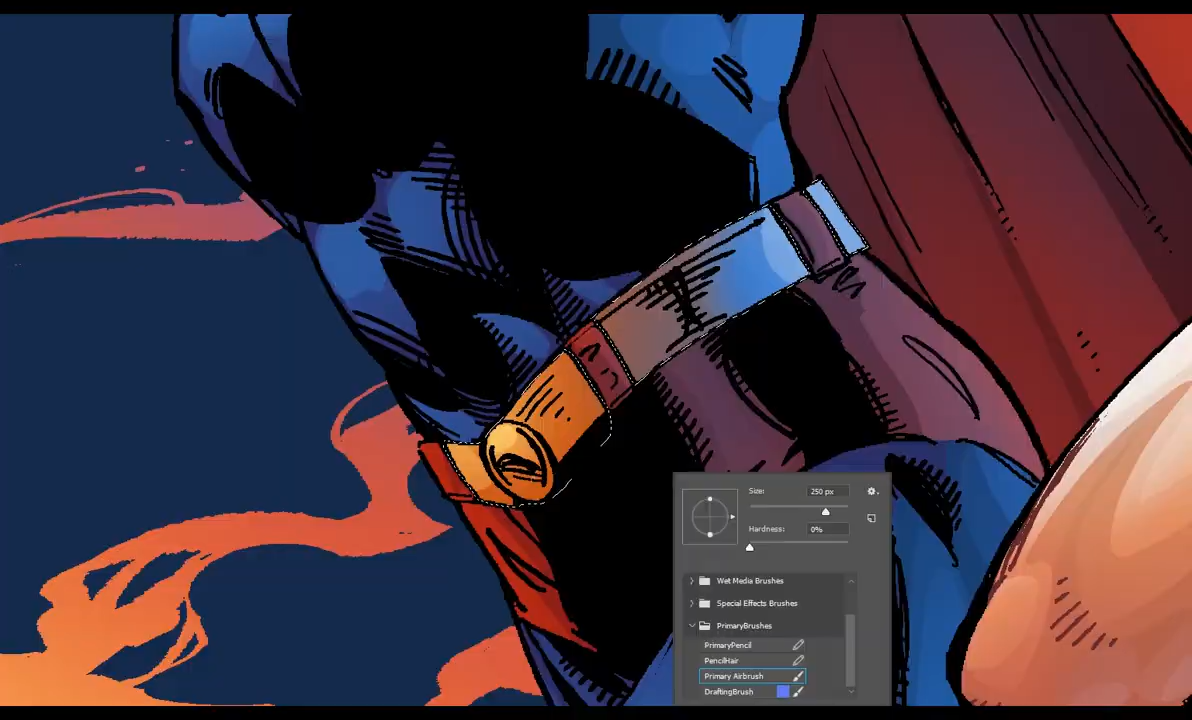 Size:
250 px
Hardness:
0%
Wet Media Brushes
Special Effects Brushes
PrimaryBrushes
PrimaryPencil
PencilHair
Primary Airbrush
DraftingBrush